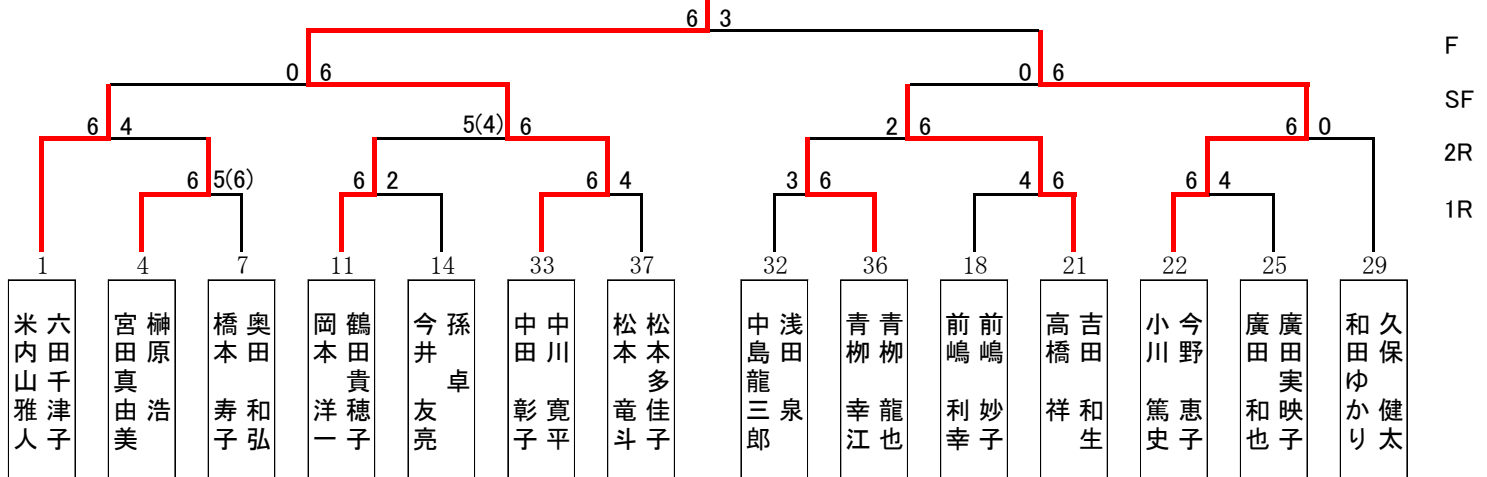 6 3
F
0 6 0 6
SF
6 4 5(4) 6 2 6 6 0
2R
6 5(6) 6 2 6 4 3 6 4 6 6 4
1R
1 4 7 11 14 33 37 32 36 18 21 22 25 29
六田千津子
米内山雅人
榊原 浩
宮田真由美
奥田 和弘
橋本 寿子
鶴田貴穂子
岡本 洋一
孫 卓
今井 友亮
中川 寛平
中田 彰子
松本多佳子
松本 竜斗
浅田 泉
中島龍三郎
青栁 龍也
青栁 幸江
前嶋 妙子
前嶋 利幸
吉田 和生
高橋 祥
今野 恵子
小川 篤史
廣田実映子
廣田 和也
久保 健太
和田ゆかり